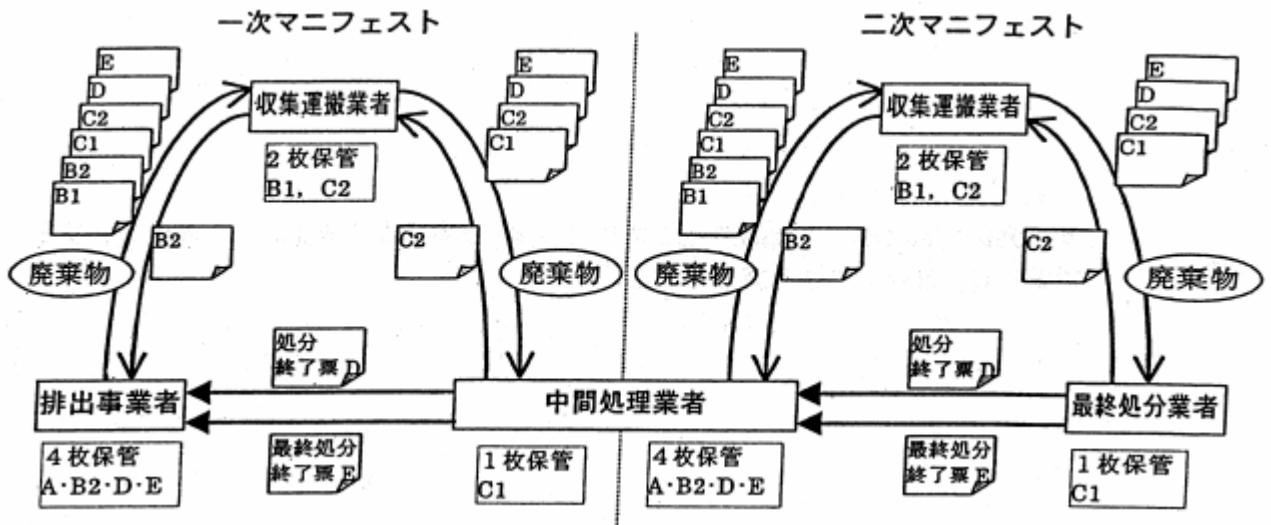 一次マニフェスト
二次マニフェスト
E
D
C2
C1
B2
B1
収集運搬業者
2枚保管
B1, C2
E
D
C2
C1
B2
C2
廃棄物
廃棄物
処分
終了票 D
排出事業者
4枚保管
A・B2・D・E
最終処分
終了票 E
中間処理業者
1枚保管
C1
E
D
C2
C1
B2
B1
収集運搬業者
2枚保管
B1, C2
E
D
C2
C1
B2
C2
廃棄物
廃棄物
処分
終了票 D
4枚保管
A・B2・D・E
最終処分
終了票 E
最終処分業者
1枚保管
C1